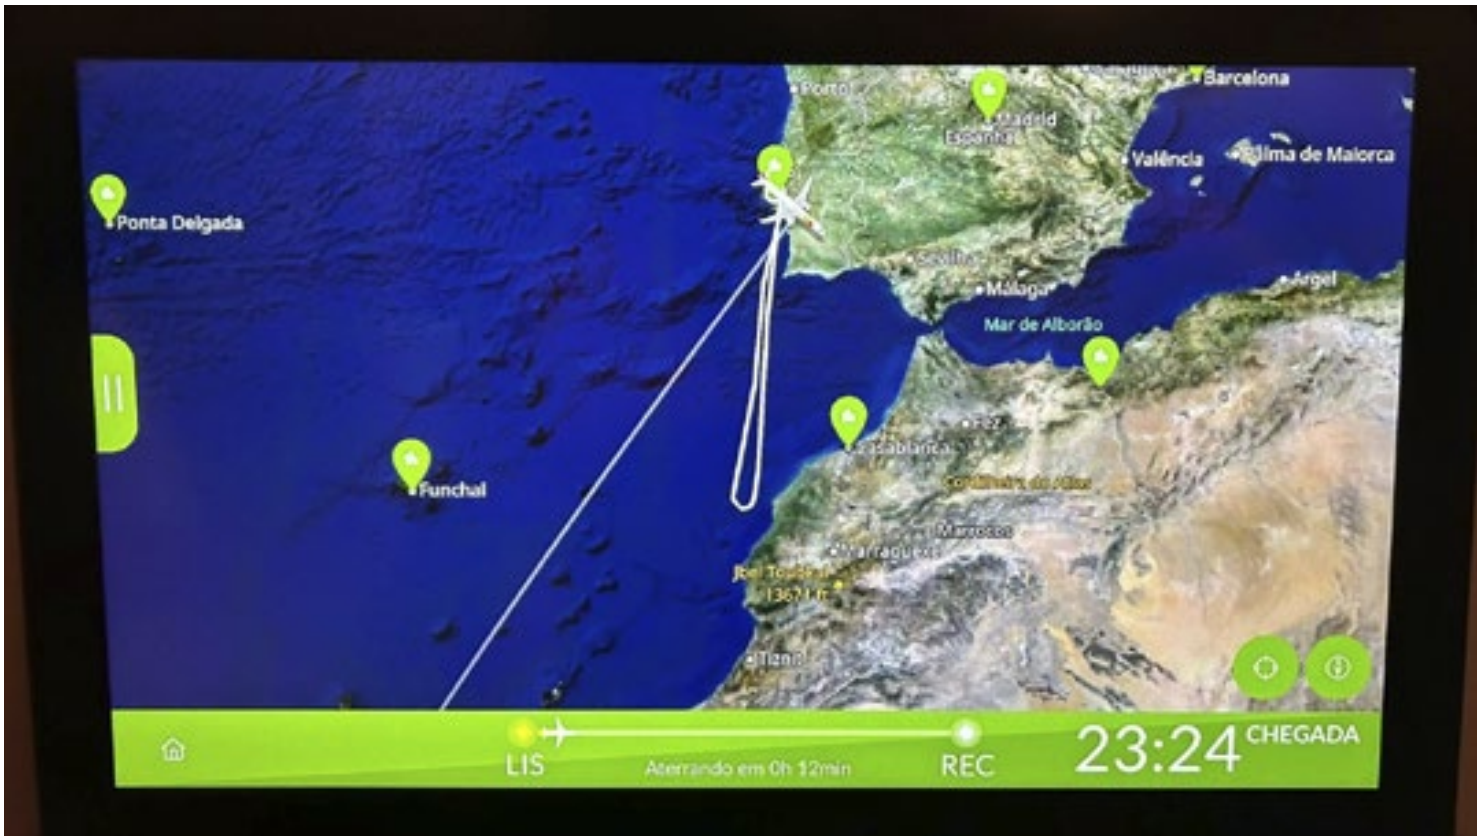 Porto
Madrid
Espanha
Barcelona
Valência
Palma de Maiorca
Ponta Delgada
Sevilha
Málaga
Argel
Mar de Alborão
Fez
Casablanca
Cordilheira do Atlas
Funchal
Marrocos
Marraquexe
Jbel Toubkal
13671 ft
Tiznit
23:24 CHEGADA
LIS
Aterrando em 0h 12min
REC